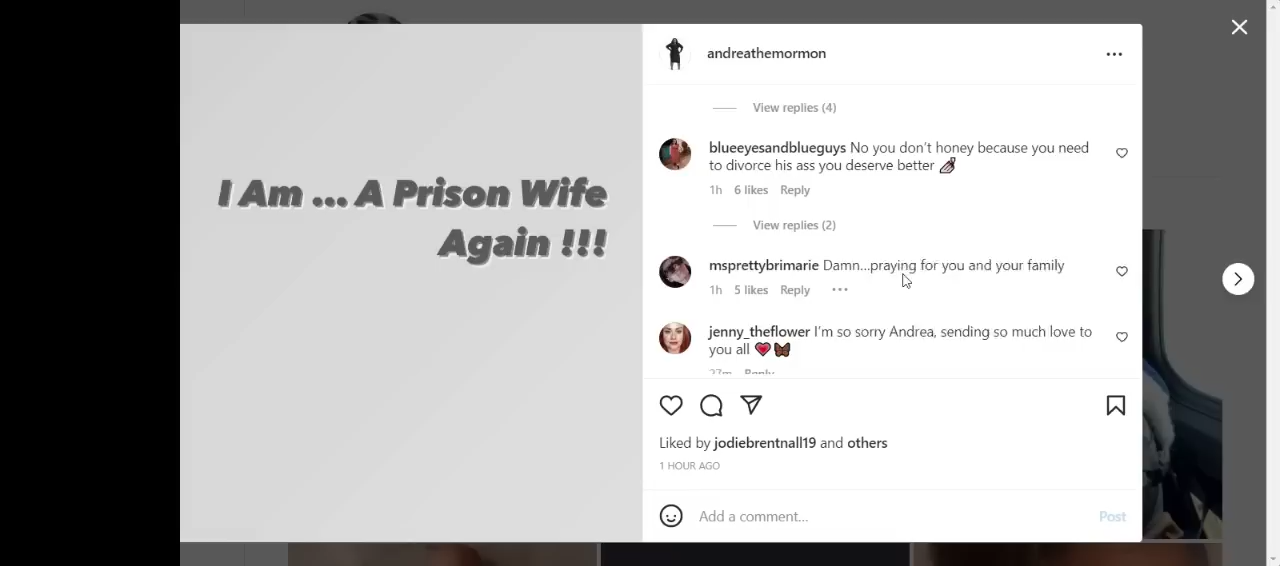 I Am ... A Prison Wife
Again !!!
andreathemormon
View replies (4)
blueeyesandblueguys No you don't honey because you need
to divorce his ass you deserve better
1h 6 likes Reply
View replies (2)
msprettybrimarie Damn...praying for you and your family
1h 5 likes Reply
jenny_theflower I'm so sorry Andrea, sending so much love to
you all
27m Reply
Liked by jodiebrentnall19 and others
1 HOUR AGO
Add a comment...
Post